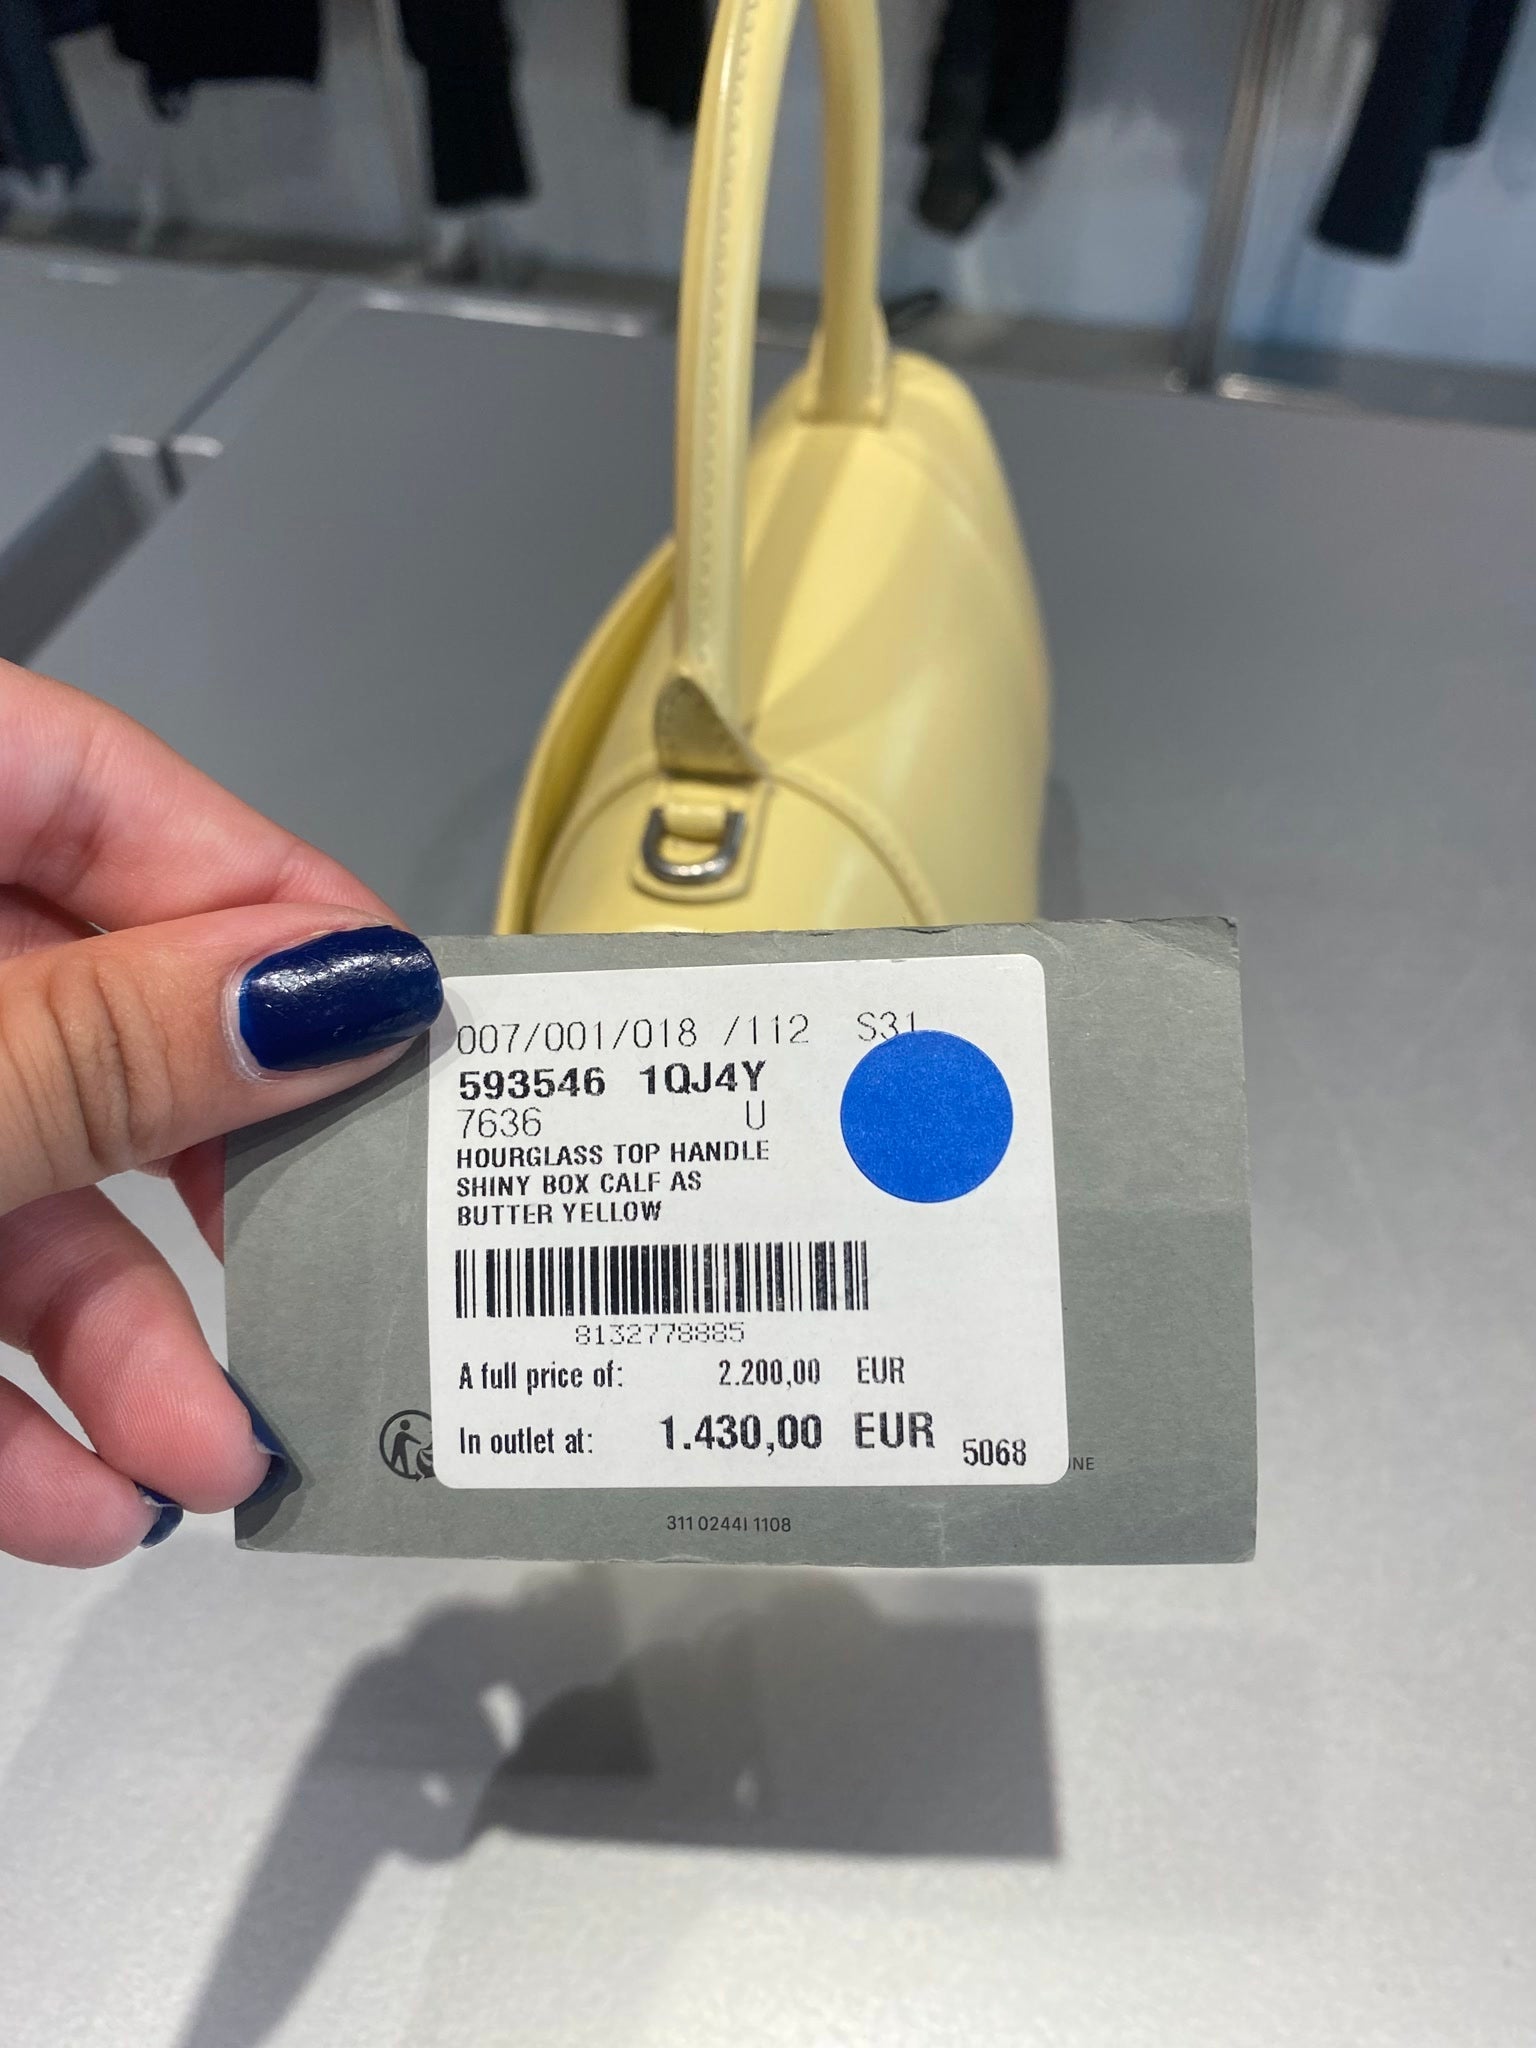 007/001/018 /112 S31
593546 1QJ4Y
7636 U
HOURGLASS TOP HANDLE
SHINY BOX CALF AS
BUTTER YELLOW
8132778885
A full price of: 2.200,00 EUR
In outlet at: 1.430,00 EUR 5068
311 0244I 1108